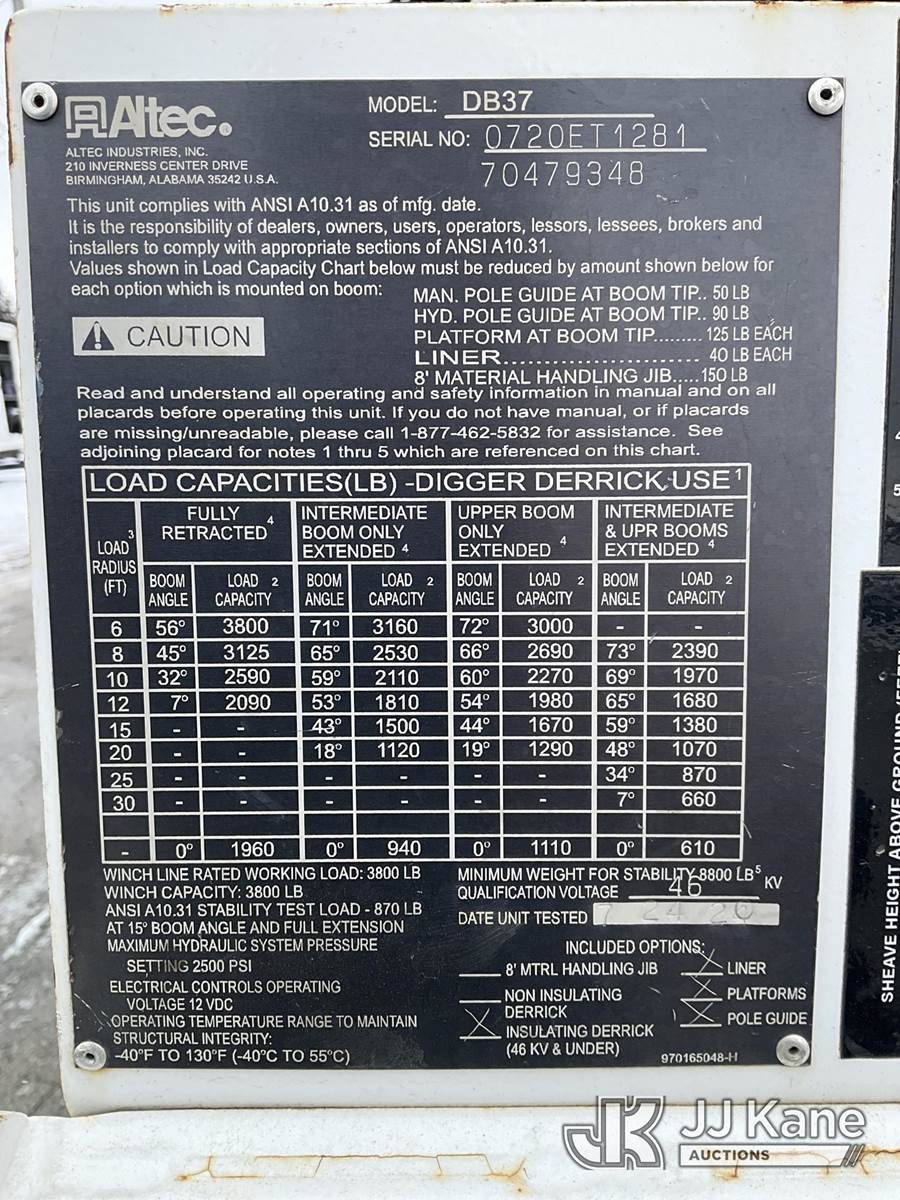 Altec.
ALTEC INDUSTRIES, INC.
210 INVERNESS CENTER DRIVE
BIRMINGHAM, ALABAMA 35242 U.S.A.
MODEL: DB37
SERIAL NO: 0720ET1281
70479348
This unit complies with ANSI A10.31 as of mfg. date.
It is the responsibility of dealers, owners, users, operators, lessors, lessees, brokers and
installers to comply with appropriate sections of ANSI A10.31.
Values shown in Load Capacity Chart below must be reduced by amount shown below for
each option which is mounted on boom:
MAN. POLE GUIDE AT BOOM TIP.. 50 LB
HYD. POLE GUIDE AT BOOM TIP.. 90 LB
PLATFORM AT BOOM TIP......... 125 LB EACH
LINER......................... 40 LB EACH
8' MATERIAL HANDLING JIB.....150 LB
CAUTION
Read and understand all operating and safety information in manual and on all
placards before operating this unit. If you do not have manual, or if placards
are missing/unreadable, please call 1-877-462-5832 for assistance. See
adjoining placard for notes 1 thru 5 which are referenced on this chart.
LOAD CAPACITIES(LB) -DIGGER DERRICK USE 1
LOAD 3 RADIUS (FT)
FULLY RETRACTED 4
INTERMEDIATE BOOM ONLY EXTENDED 4
UPPER BOOM ONLY EXTENDED 4
INTERMEDIATE & UPR BOOMS EXTENDED 4
BOOM ANGLE LOAD 2 CAPACITY BOOM ANGLE LOAD 2 CAPACITY BOOM ANGLE LOAD 2 CAPACITY BOOM ANGLE LOAD 2 CAPACITY
6 56° 3800 71° 3160 72° 3000 - -
8 45° 3125 65° 2530 66° 2690 73° 2390
10 32° 2590 59° 2110 60° 2270 69° 1970
12 7° 2090 53° 1810 54° 1980 65° 1680
15 - - 43° 1500 44° 1670 59° 1380
20 - - 18° 1120 19° 1290 48° 1070
25 - - - - - - 34° 870
30 - - - - - - 7° 660
- 0° 1960 0° 940 0° 1110 0° 610
WINCH LINE RATED WORKING LOAD: 3800 LB
WINCH CAPACITY: 3800 LB
ANSI A10.31 STABILITY TEST LOAD - 870 LB
AT 15° BOOM ANGLE AND FULL EXTENSION
MAXIMUM HYDRAULIC SYSTEM PRESSURE
SETTING 2500 PSI
ELECTRICAL CONTROLS OPERATING
VOLTAGE 12 VDC
OPERATING TEMPERATURE RANGE TO MAINTAIN
STRUCTURAL INTEGRITY:
-40°F TO 130°F (-40°C TO 55°C)
MINIMUM WEIGHT FOR STABILITY 8800 LB 5
QUALIFICATION VOLTAGE 46 KV
DATE UNIT TESTED 7 24 20
INCLUDED OPTIONS:
8' MTRL HANDLING JIB
X LINER
NON INSULATING DERRICK
X PLATFORMS
X INSULATING DERRICK
(46 KV & UNDER)
X POLE GUIDE
970165048-H
SHEAVE HEIGHT ABOVE GROUND
JK JJ Kane
AUCTIONS